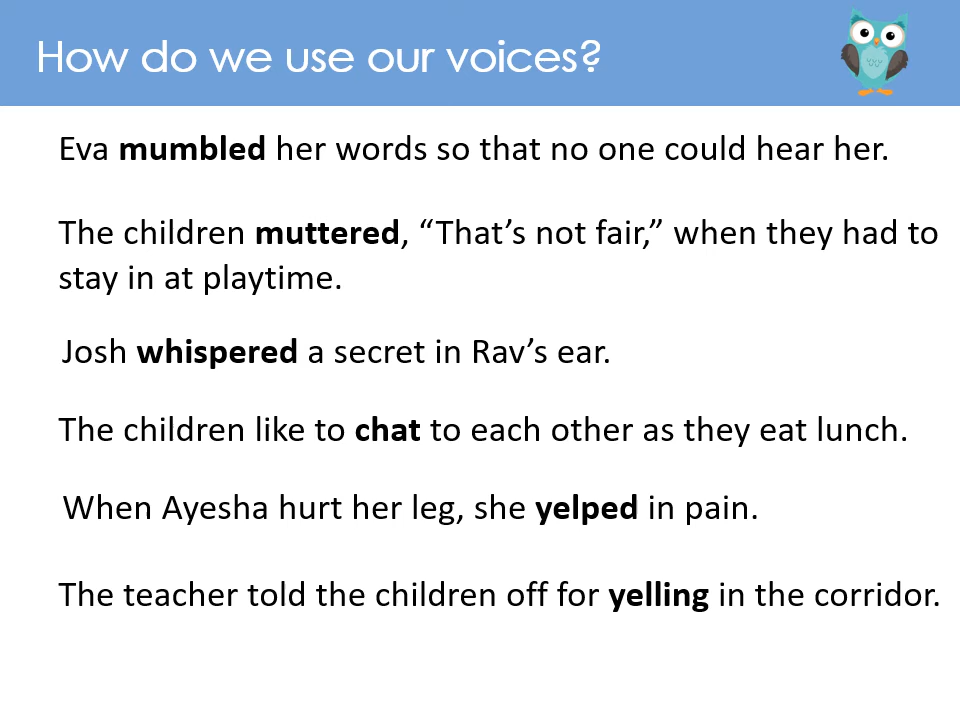 How do we use our voices?
Eva mumbled her words so that no one could hear her.
The children muttered, “That’s not fair,” when they had to
stay in at playtime.
Josh whispered a secret in Rav’s ear.
The children like to chat to each other as they eat lunch.
When Ayesha hurt her leg, she yelped in pain.
The teacher told the children off for yelling in the corridor.